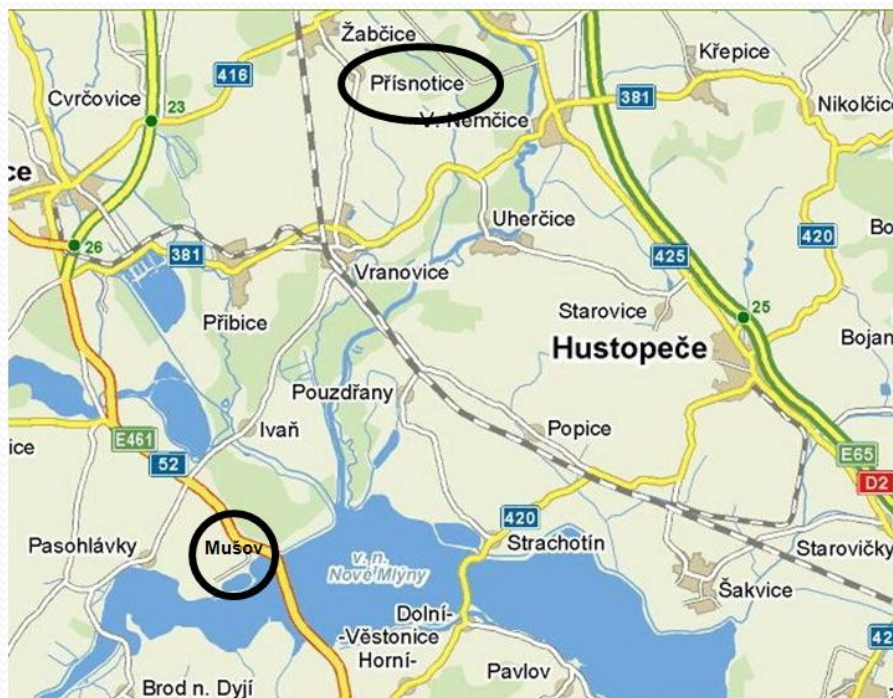 Žabčice
Křepice
416
Přísnotice
23
Cvrčovice
381
Nikolčice
V. Němčice
ce
Uherčice
420
26
381
425
Vranovice
Starovice
25
Přibice
Hustopeče
Bojan
Pouzdřany
Ivaň
Popice
E461
ice
52
E65
D2
420
Mušov
Pasohlávky
Strachotín
Starovičky
v. n.
Nové Mlýny
Šakvice
Dolní-
-Věstonice
Horní-
42
Pavlov
Brod n. Dyjí